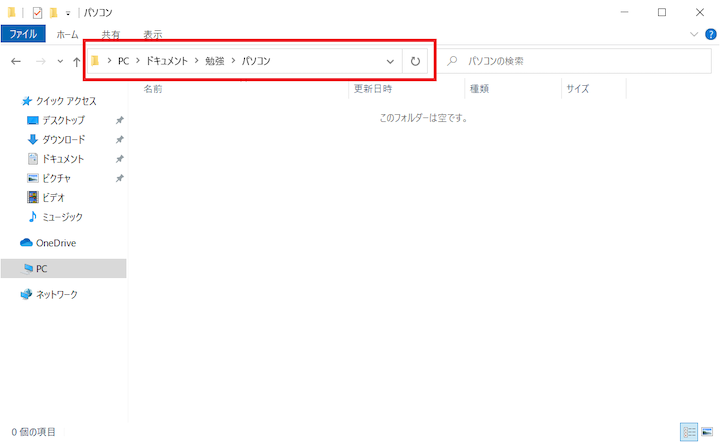 パソコン
ファイル ホーム 共有 表示
PC > ドキュメント > 勉強 > パソコン パソコンの検索
名前 更新日時 種類 サイズ
このフォルダーは空です。
クイック アクセス
デスクトップ
ダウンロード
ドキュメント
ピクチャ
ビデオ
ミュージック
OneDrive
PC
ネットワーク
0 個の項目